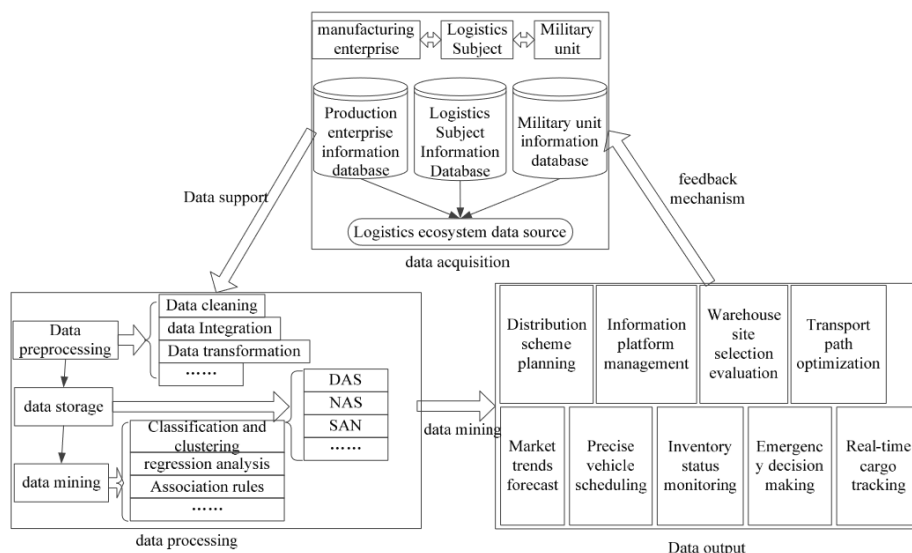 manufacturing
enterprise
Logistics
Subject
Military
unit
Production
enterprise
information
database
Logistics
Subject
Information
Database
Military unit
information
database
Logistics ecosystem data source
data acquisition
Data support
feedback
mechanism
Data
preprocessing
Data cleaning
data Integration
Data transformation
……
data storage
DAS
NAS
SAN
……
data mining
Classification and
clustering
regression analysis
Association rules
……
data processing
data mining
Distribution
scheme
planning
Information
platform
management
Warehouse
site
selection
evaluation
Transport
path
optimization
Market
trends
forecast
Precise
vehicle
scheduling
Inventory
status
monitoring
Emergenc
y decision
making
Real-time
cargo
tracking
Data output